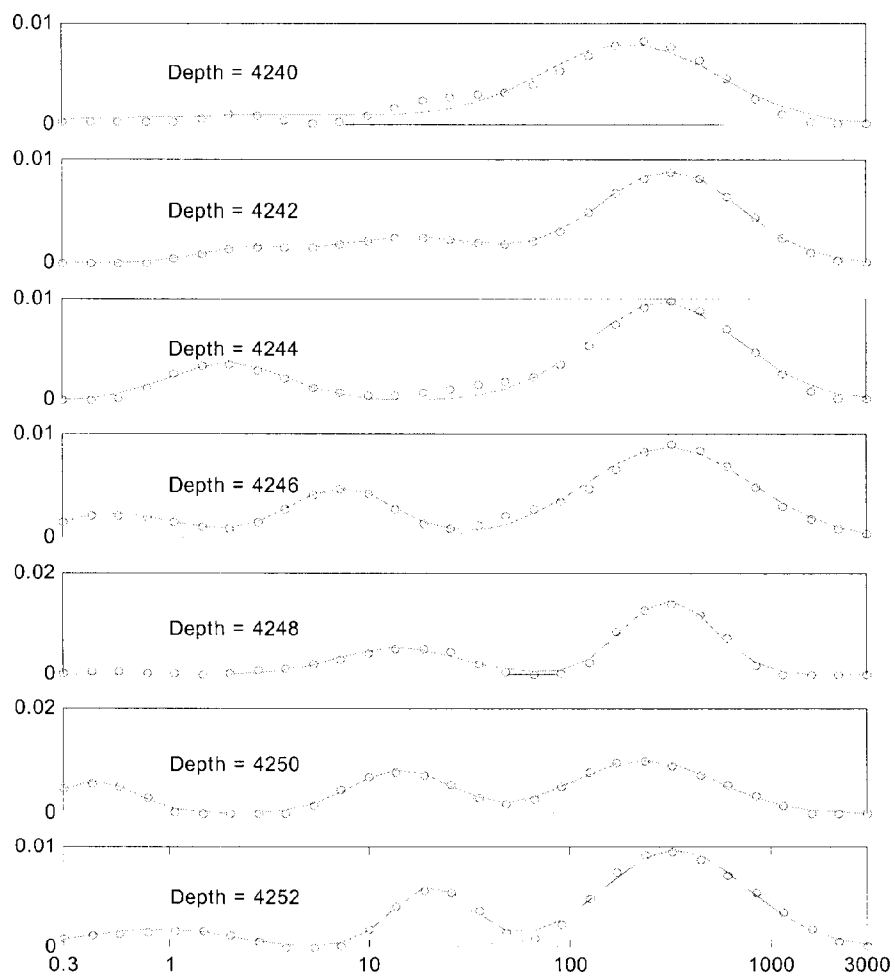 0.01
Depth = 4240
0
0.01
Depth = 4242
0
0.01
Depth = 4244
0
0.01
Depth = 4246
0
0.02
Depth = 4248
0
0.02
Depth = 4250
0
0.01
Depth = 4252
0
0.3 1 10 100 1000 3000